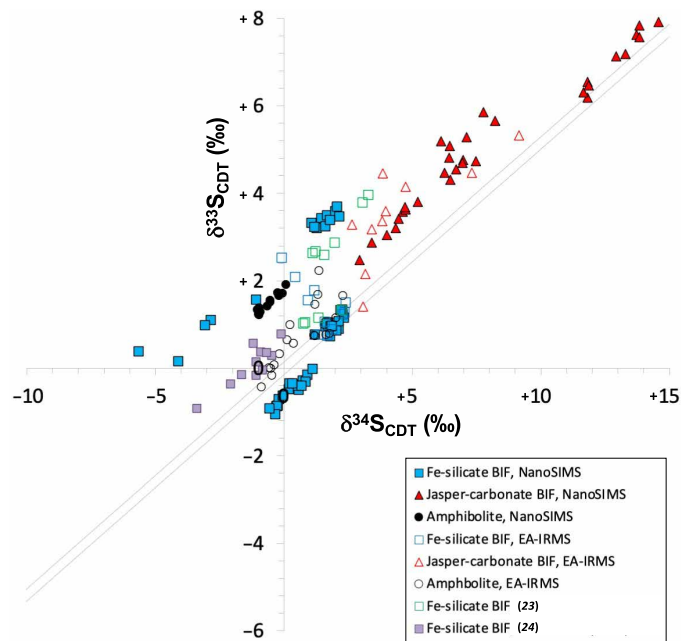 + 8
+ 6
δ³³S_CDT (‰)
+ 4
+ 2
0
0
−10
−5
+5
+10
+15
δ³⁴S_CDT (‰)
−2
−4
−6
Fe-silicate BIF, NanoSIMS
Jasper-carbonate BIF, NanoSIMS
Amphibolite, NanoSIMS
Fe-silicate BIF, EA-IRMS
Jasper-carbonate BIF, EA-IRMS
Amphbolite, EA-IRMS
Fe-silicate BIF (23)
Fe-silicate BIF (24)